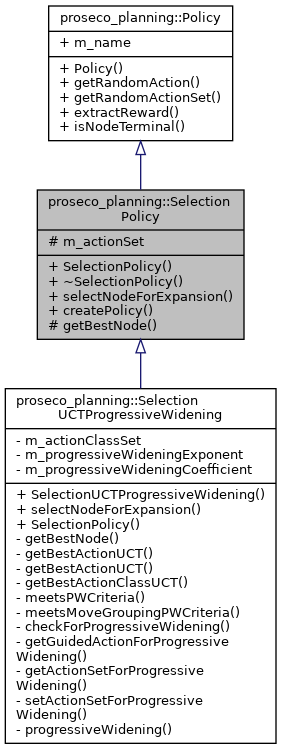 proseco_planning::Policy
+ m_name
+ Policy()
+ getRandomAction()
+ getRandomActionSet()
+ extractReward()
+ isNodeTerminal()
proseco_planning::Selection
Policy
# m_actionSet
+ SelectionPolicy()
+ ~SelectionPolicy()
+ selectNodeForExpansion()
+ createPolicy()
# getBestNode()
proseco_planning::Selection
UCTProgressiveWidening
- m_actionClassSet
- m_progressiveWideningExponent
- m_progressiveWideningCoefficient
+ SelectionUCTProgressiveWidening()
+ selectNodeForExpansion()
+ SelectionPolicy()
- getBestNode()
- getBestActionUCT()
- getBestActionUCT()
- getBestActionClassUCT()
- meetsPWCriteria()
- meetsMoveGroupingPWCriteria()
- checkForProgressiveWidening()
- getGuidedActionForProgressive
Widening()
- getActionSetForProgressive
Widening()
- setActionSetForProgressive
Widening()
- progressiveWidening()